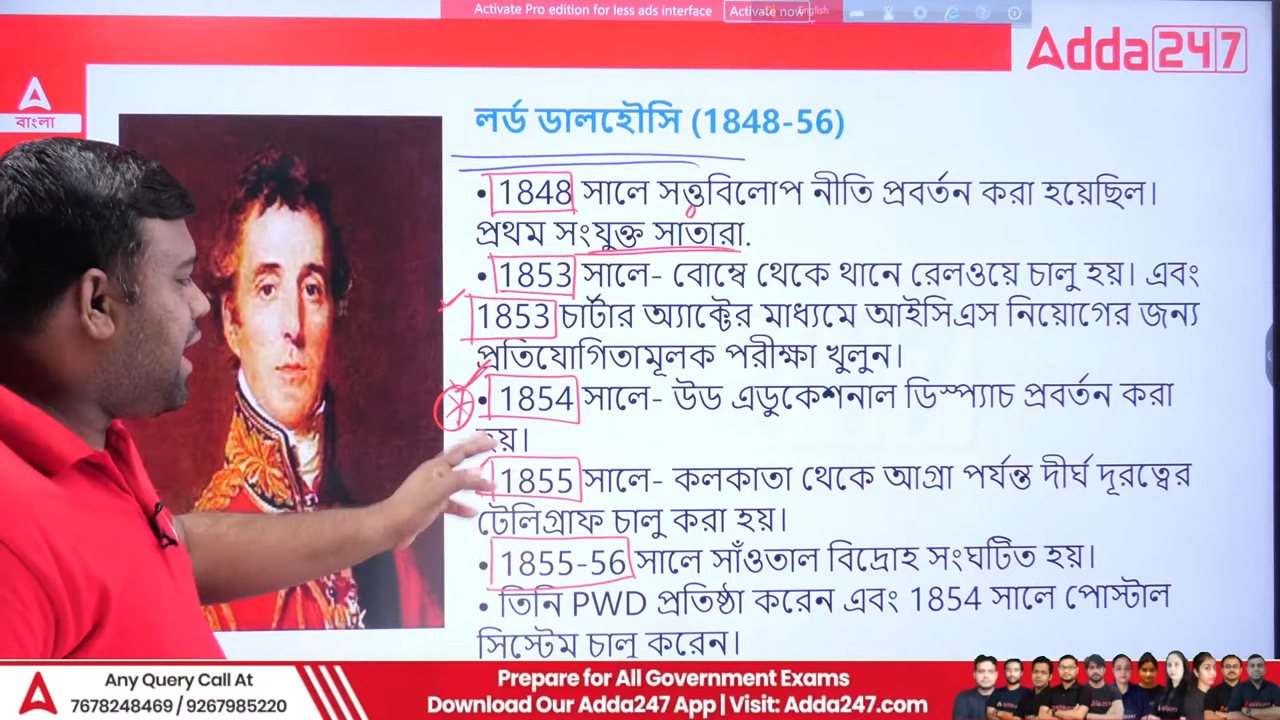 Activate Pro edition for less ads interface Activate now
English
Adda247
বাংলা
লর্ড ডালহৌসি (1848-56)
• 1848 সালে সত্তবিলোপ নীতি প্রবর্তন করা হয়েছিল।
প্রথম সংযুক্ত সাতারা.
• 1853 সালে- বোম্বে থেকে থানে রেলওয়ে চালু হয়। এবং
1853 চার্টার অ্যাক্টের মাধ্যমে আইসিএস নিয়োগের জন্য
প্রতিযোগিতামূলক পরীক্ষা খুলুন।
• 1854 সালে- উড এডুকেশনাল ডিস্প্যাচ প্রবর্তন করা
হয়।
1855 সালে- কলকাতা থেকে আগ্রা পর্যন্ত দীর্ঘ দূরত্বের
টেলিগ্রাফ চালু করা হয়।
• 1855-56 সালে সাঁওতাল বিদ্রোহ সংঘটিত হয়।
• তিনি PWD প্রতিষ্ঠা করেন এবং 1854 সালে পোস্টাল
সিস্টেম চালু করেন।
Any Query Call At
7678248469 / 9267985220
Prepare for All Government Exams
Download Our Adda247 App | Visit: Adda247.com